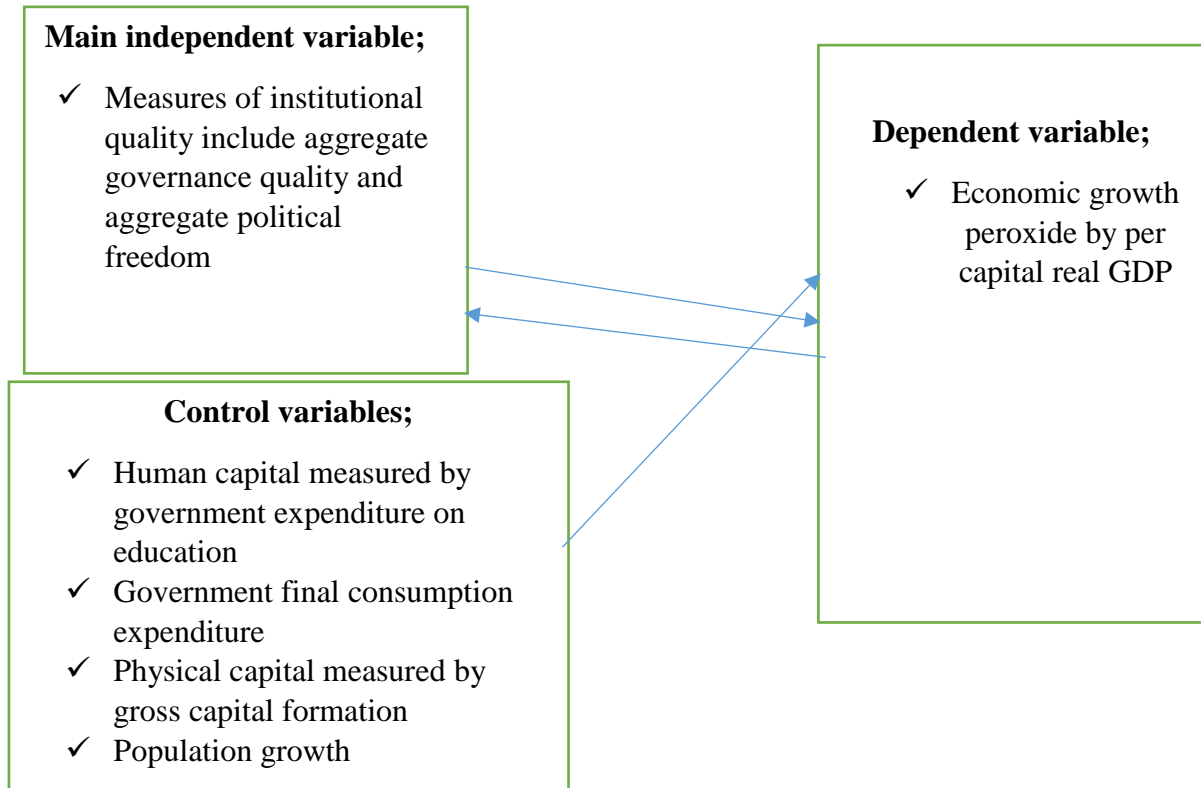 Main independent variable;
✓ Measures of institutional
quality include aggregate
governance quality and
aggregate political
freedom
Dependent variable;
✓ Economic growth
peroxide by per
capital real GDP
Control variables;
✓ Human capital measured by
government expenditure on
education
✓ Government final consumption
expenditure
✓ Physical capital measured by
gross capital formation
✓ Population growth